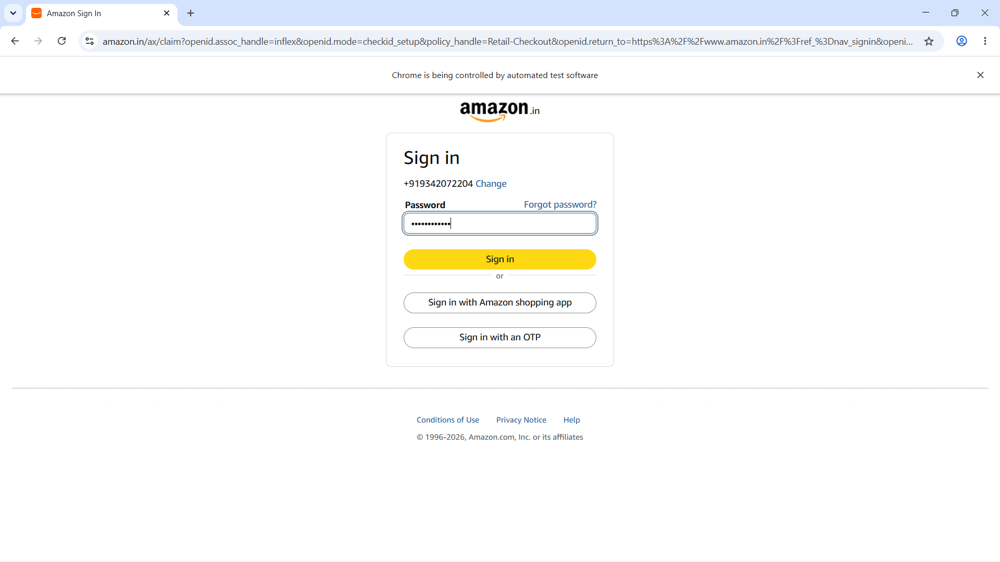 Amazon Sign In
amazon.in/ax/claim?openid.assoc_handle=inflex&openid.mode=checkid_setup&policy_handle=Retail-Checkout&openid.return_to=https%3A%2F%2Fwww.amazon.in%2F%3Fref_%3Dnav_signin&openi...
Chrome is being controlled by automated test software
amazon.in
Sign in
+919342072204 Change
Password Forgot password?
••••••••••••
Sign in
or
Sign in with Amazon shopping app
Sign in with an OTP
Conditions of Use Privacy Notice Help
© 1996-2026, Amazon.com, Inc. or its affiliates